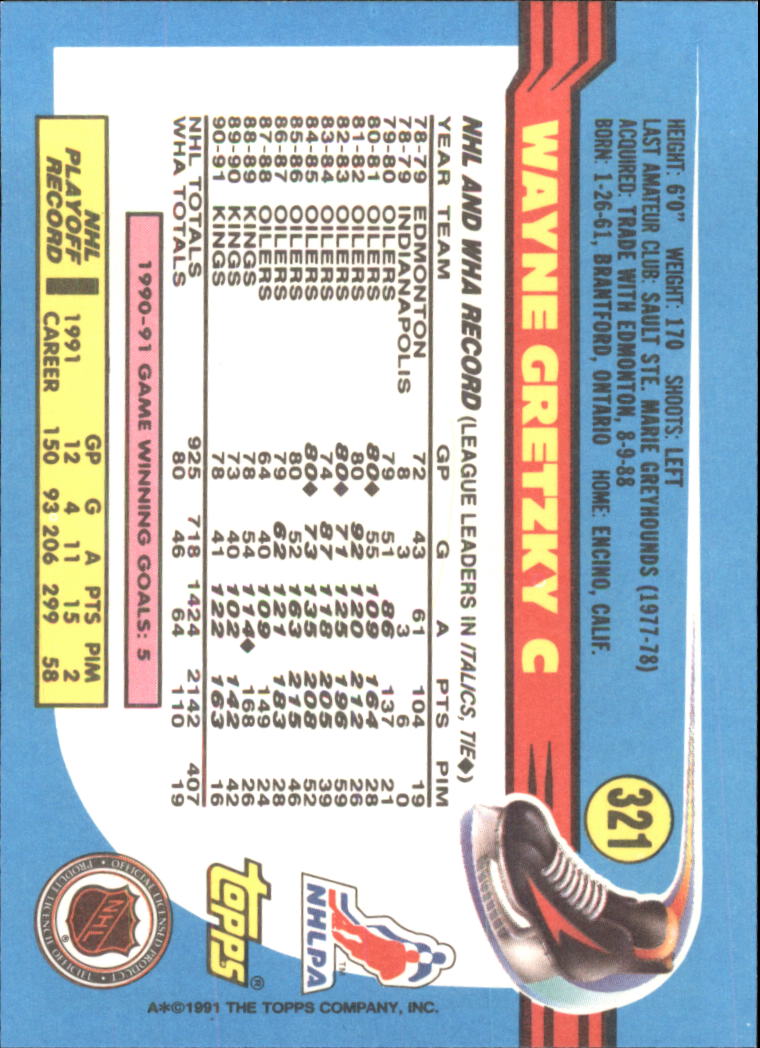 321
HEIGHT: 6'0" WEIGHT: 170 SHOOTS: LEFT
LAST AMATEUR CLUB: SAULT STE. MARIE GREYHOUNDS (1977-78)
ACQUIRED: TRADE WITH EDMONTON, 8-9-88
BORN: 1-26-61, BRANTFORD, ONTARIO HOME: ENCINO, CALIF.
WAYNE GRETZKY C
NHL AND WHA RECORD (LEAGUE LEADERS IN ITALICS, TIE◆)
YEAR TEAM GP G A PTS PIM
78-79 EDMONTON 72 43 61 104 19
78-79 INDIANAPOLIS 8 3 3 6 0
79-80 OILERS 79 51 86 137 21
80-81 OILERS 80◆ 55 109 164 28
81-82 OILERS 80 92 120 212 26
82-83 OILERS 80◆ 71 125 196 59
83-84 OILERS 74 87 118 205 39
84-85 OILERS 80◆ 73 135 208 52
85-86 OILERS 80 52 163 215 46
86-87 OILERS 79 62 121 183 28
87-88 OILERS 64 40 109 149 24
88-89 KINGS 78 54 114◆ 168 26
89-90 KINGS 73 40 102 142 42
90-91 KINGS 78 41 122 163 16
NHL TOTALS 925 718 1424 2142 407
WHA TOTALS 80 46 64 110 19
1990-91 GAME WINNING GOALS: 5
NHL PLAYOFF RECORD
GP G A PTS PIM
1991 12 4 11 15 2
CAREER 150 93 206 299 58
NHLPA™
topps®
OFFICIAL LICENSED PRODUCT • PRODUIT LICENCIE OFFICIEL •
NHL ®
A*©1991 THE TOPPS COMPANY, INC.